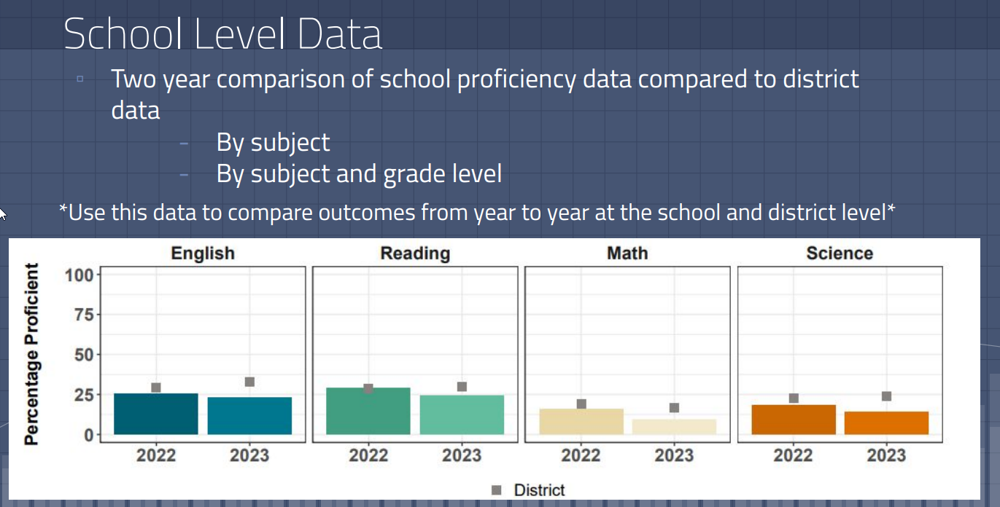 School Level Data
Two year comparison of school proficiency data compared to district
data
- By subject
- By subject and grade level
*Use this data to compare outcomes from year to year at the school and district level*
English Reading Math Science
Percentage Proficient
100
75
50
25
0
2022 2023 2022 2023 2022 2023 2022 2023
District